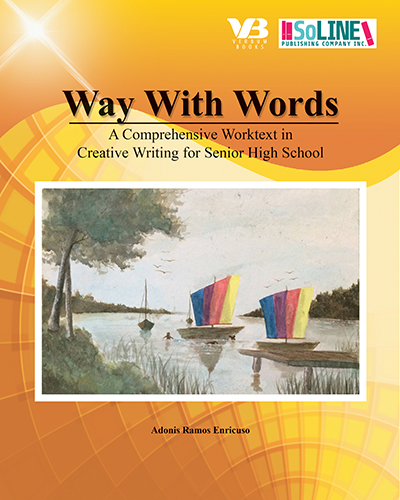 VB
VERBUM
BOOKS
SoLINE
PUBLISHING COMPANY INC.
Way With Words
A Comprehensive Worktext in
Creative Writing for Senior High School
Adonis Ramos Enricuso